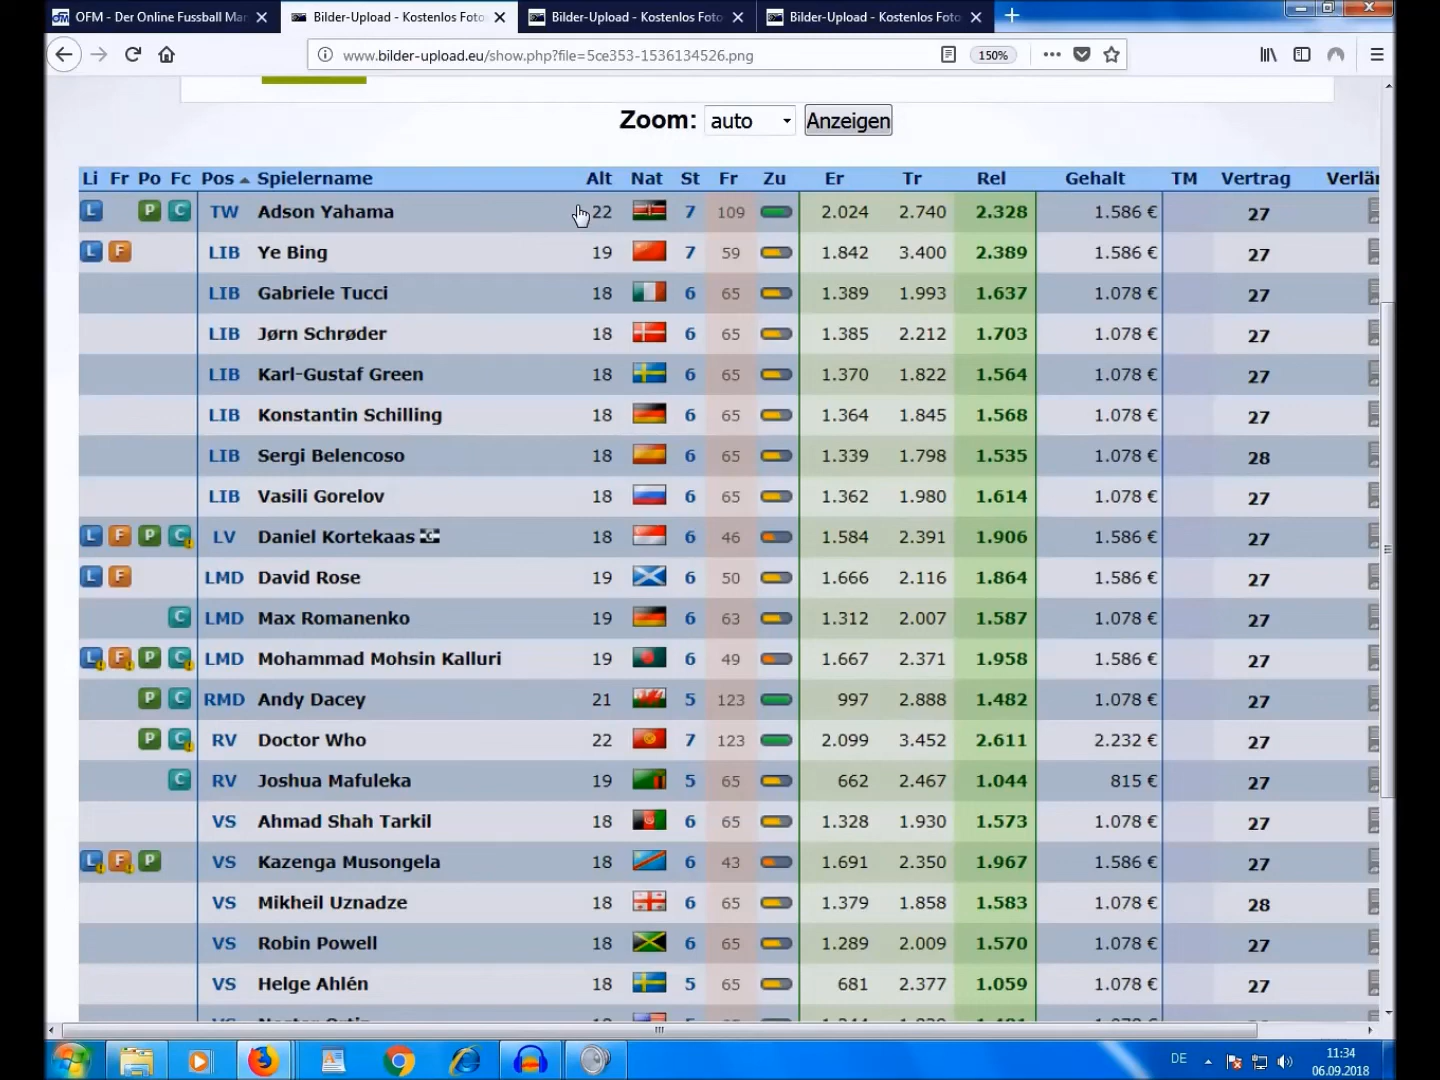 OFM - Der Online Fussball Mar
Bilder-Upload - Kostenlos Foto
Bilder-Upload - Kostenlos Foto
Bilder-Upload - Kostenlos Foto
www.bilder-upload.eu/show.php?file=5ce353-1536134526.png 150%
Zoom: auto Anzeigen
Li Fr Po Fc Pos Spielername Alt Nat St Fr Zu Er Tr Rel Gehalt TM Vertrag Verlär
L P C TW Adson Yahama 22 7 109 2.024 2.740 2.328 1.586 € 27
L F LIB Ye Bing 19 7 59 1.842 3.400 2.389 1.586 € 27
LIB Gabriele Tucci 18 6 65 1.389 1.993 1.637 1.078 € 27
LIB Jørn Schrøder 18 6 65 1.385 2.212 1.703 1.078 € 27
LIB Karl-Gustaf Green 18 6 65 1.370 1.822 1.564 1.078 € 27
LIB Konstantin Schilling 18 6 65 1.364 1.845 1.568 1.078 € 27
LIB Sergi Belencoso 18 6 65 1.339 1.798 1.535 1.078 € 28
LIB Vasili Gorelov 18 6 65 1.362 1.980 1.614 1.078 € 27
L F P C LV Daniel Kortekaas C 18 6 46 1.584 2.391 1.906 1.586 € 27
L F LMD David Rose 19 6 50 1.666 2.116 1.864 1.586 € 27
C LMD Max Romanenko 19 6 63 1.312 2.007 1.587 1.078 € 27
L F P C LMD Mohammad Mohsin Kalluri 19 6 49 1.667 2.371 1.958 1.586 € 27
P C RMD Andy Dacey 21 5 123 997 2.888 1.482 1.078 € 27
P C RV Doctor Who 22 7 123 2.099 3.452 2.611 2.232 € 27
C RV Joshua Mafuleka 19 5 65 662 2.467 1.044 815 € 27
VS Ahmad Shah Tarkil 18 6 65 1.328 1.930 1.573 1.078 € 27
L F P VS Kazenga Musongela 18 6 43 1.691 2.350 1.967 1.586 € 27
VS Mikheil Uznadze 18 6 65 1.379 1.858 1.583 1.078 € 28
VS Robin Powell 18 6 65 1.289 2.009 1.570 1.078 € 27
VS Helge Ahlén 18 5 65 681 2.377 1.059 1.078 € 27
DE 11:34
06.09.2018